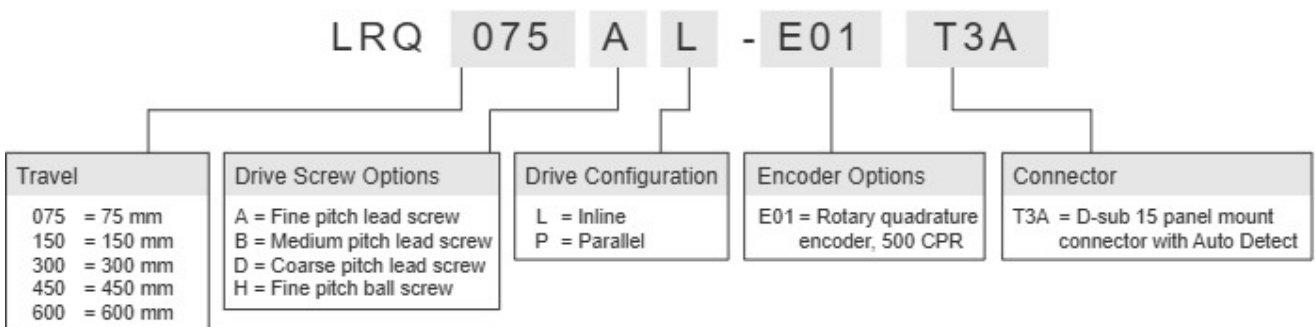 LRQ 075 A L - E01 T3A
Travel
075 = 75 mm
150 = 150 mm
300 = 300 mm
450 = 450 mm
600 = 600 mm
Drive Screw Options
A = Fine pitch lead screw
B = Medium pitch lead screw
D = Coarse pitch lead screw
H = Fine pitch ball screw
Drive Configuration
L = Inline
P = Parallel
Encoder Options
E01 = Rotary quadrature
encoder, 500 CPR
Connector
T3A = D-sub 15 panel mount
connector with Auto Detect